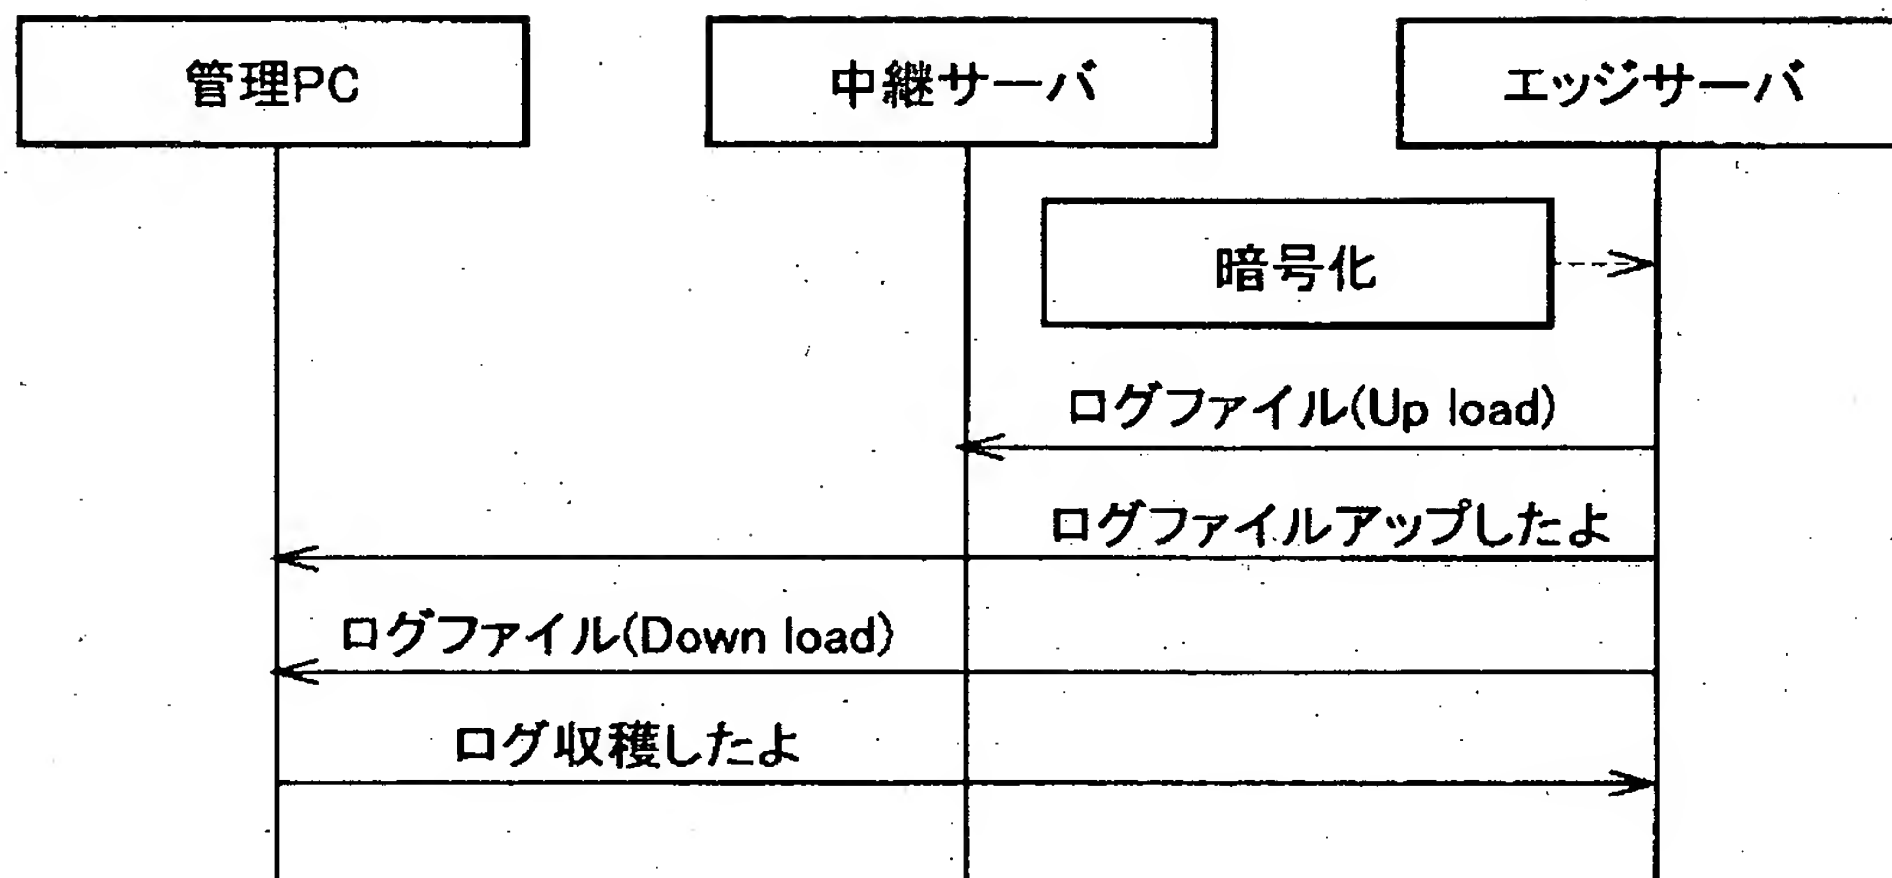 管理PC
中継サーバ
エッジサーバ
暗号化
ログファイル(Up load)
ログファイルアップしたよ
ログファイル(Down load)
ログ収穫したよ